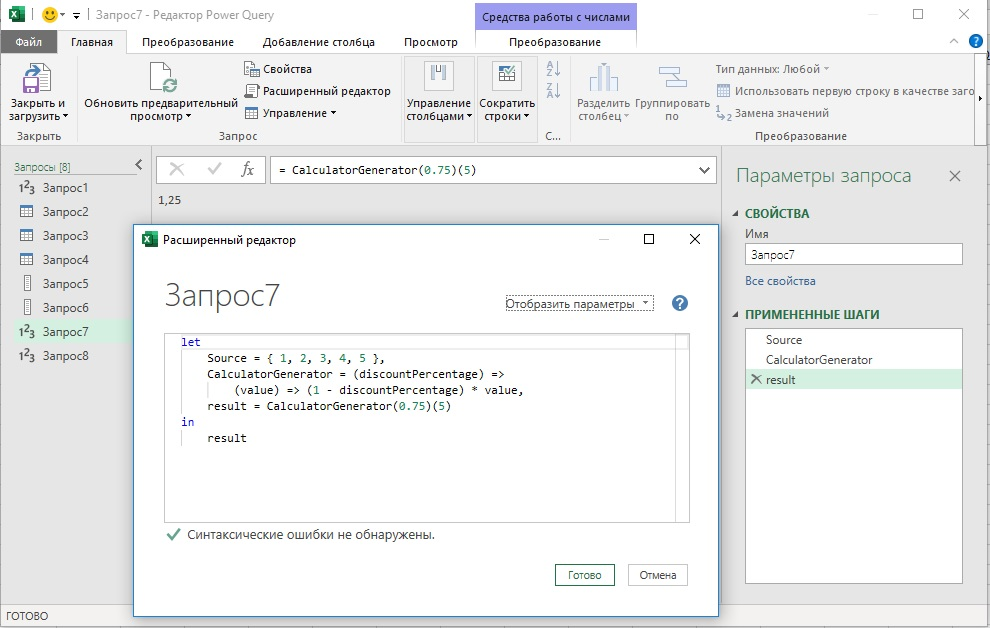 Запрос7 - Редактор Power Query
Средства работы с числами
Файл
Главная
Преобразование
Добавление столбца
Просмотр
Преобразование
Закрыть и
загрузить
Закрыть
Обновить предварительный
просмотр
Свойства
Расширенный редактор
Управление
Запрос
Управление
столбцами
Сократить
строки
С...
Разделить
столбец
Группировать
по
Тип данных: Любой
Использовать первую строку в качестве заго
Замена значений
Преобразование
Запросы [8]
Запрос1
Запрос2
Запрос3
Запрос4
Запрос5
Запрос6
Запрос7
Запрос8
= CalculatorGenerator(0.75)(5)
1,25
Расширенный редактор
Запрос7
Отобразить параметры
let
Source = { 1, 2, 3, 4, 5 },
CalculatorGenerator = (discountPercentage) =>
(value) => (1 - discountPercentage) * value,
result = CalculatorGenerator(0.75)(5)
in
result
Синтаксические ошибки не обнаружены.
Готово
Отмена
Параметры запроса
СВОЙСТВА
Имя
Запрос7
Все свойства
ПРИМЕНЕННЫЕ ШАГИ
Source
CalculatorGenerator
result
ГОТОВО